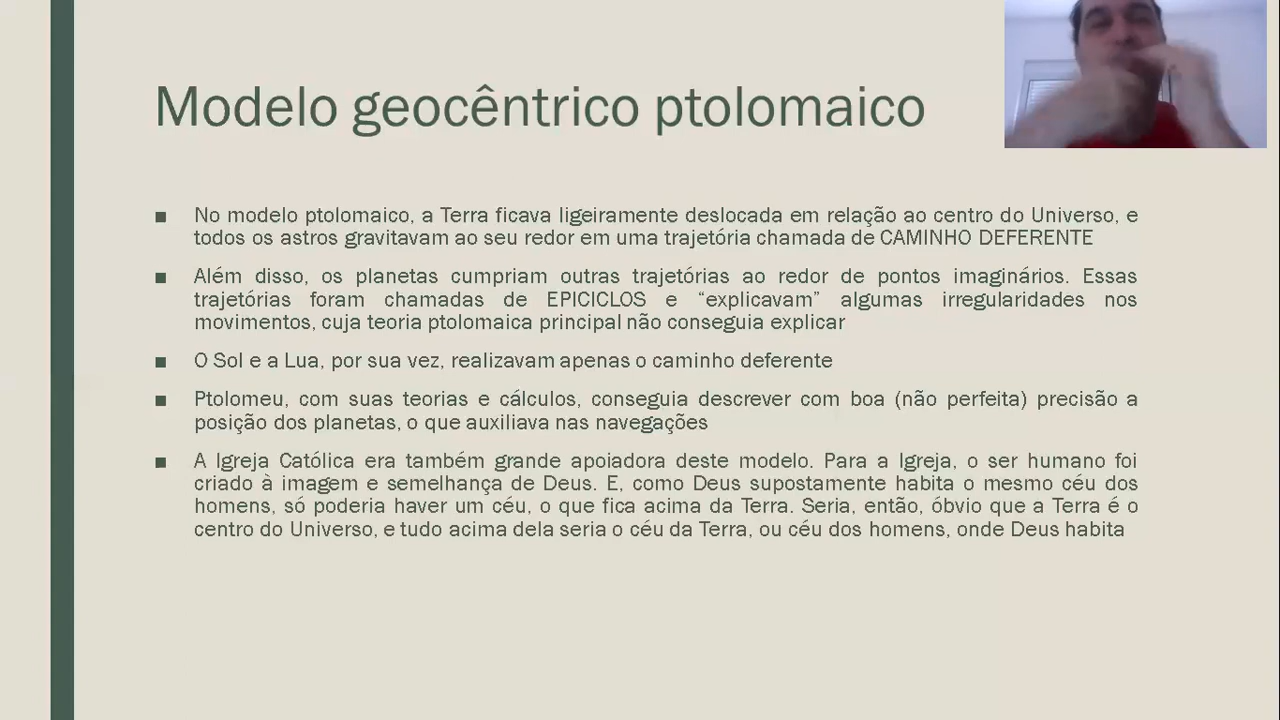 Modelo geocêntrico ptolomaico
■ No modelo ptolomaico, a Terra ficava ligeiramente deslocada em relação ao centro do Universo, e
todos os astros gravitavam ao seu redor em uma trajetória chamada de CAMINHO DEFERENTE
■ Além disso, os planetas cumpriam outras trajetórias ao redor de pontos imaginários. Essas
trajetórias foram chamadas de EPICICLOS e “explicavam” algumas irregularidades nos
movimentos, cuja teoria ptolomaica principal não conseguia explicar
■ O Sol e a Lua, por sua vez, realizavam apenas o caminho deferente
■ Ptolomeu, com suas teorias e cálculos, conseguia descrever com boa (não perfeita) precisão a
posição dos planetas, o que auxiliava nas navegações
■ A Igreja Católica era também grande apoiadora deste modelo. Para a Igreja, o ser humano foi
criado à imagem e semelhança de Deus. E, como Deus supostamente habita o mesmo céu dos
homens, só poderia haver um céu, o que fica acima da Terra. Seria, então, óbvio que a Terra é o
centro do Universo, e tudo acima dela seria o céu da Terra, ou céu dos homens, onde Deus habita